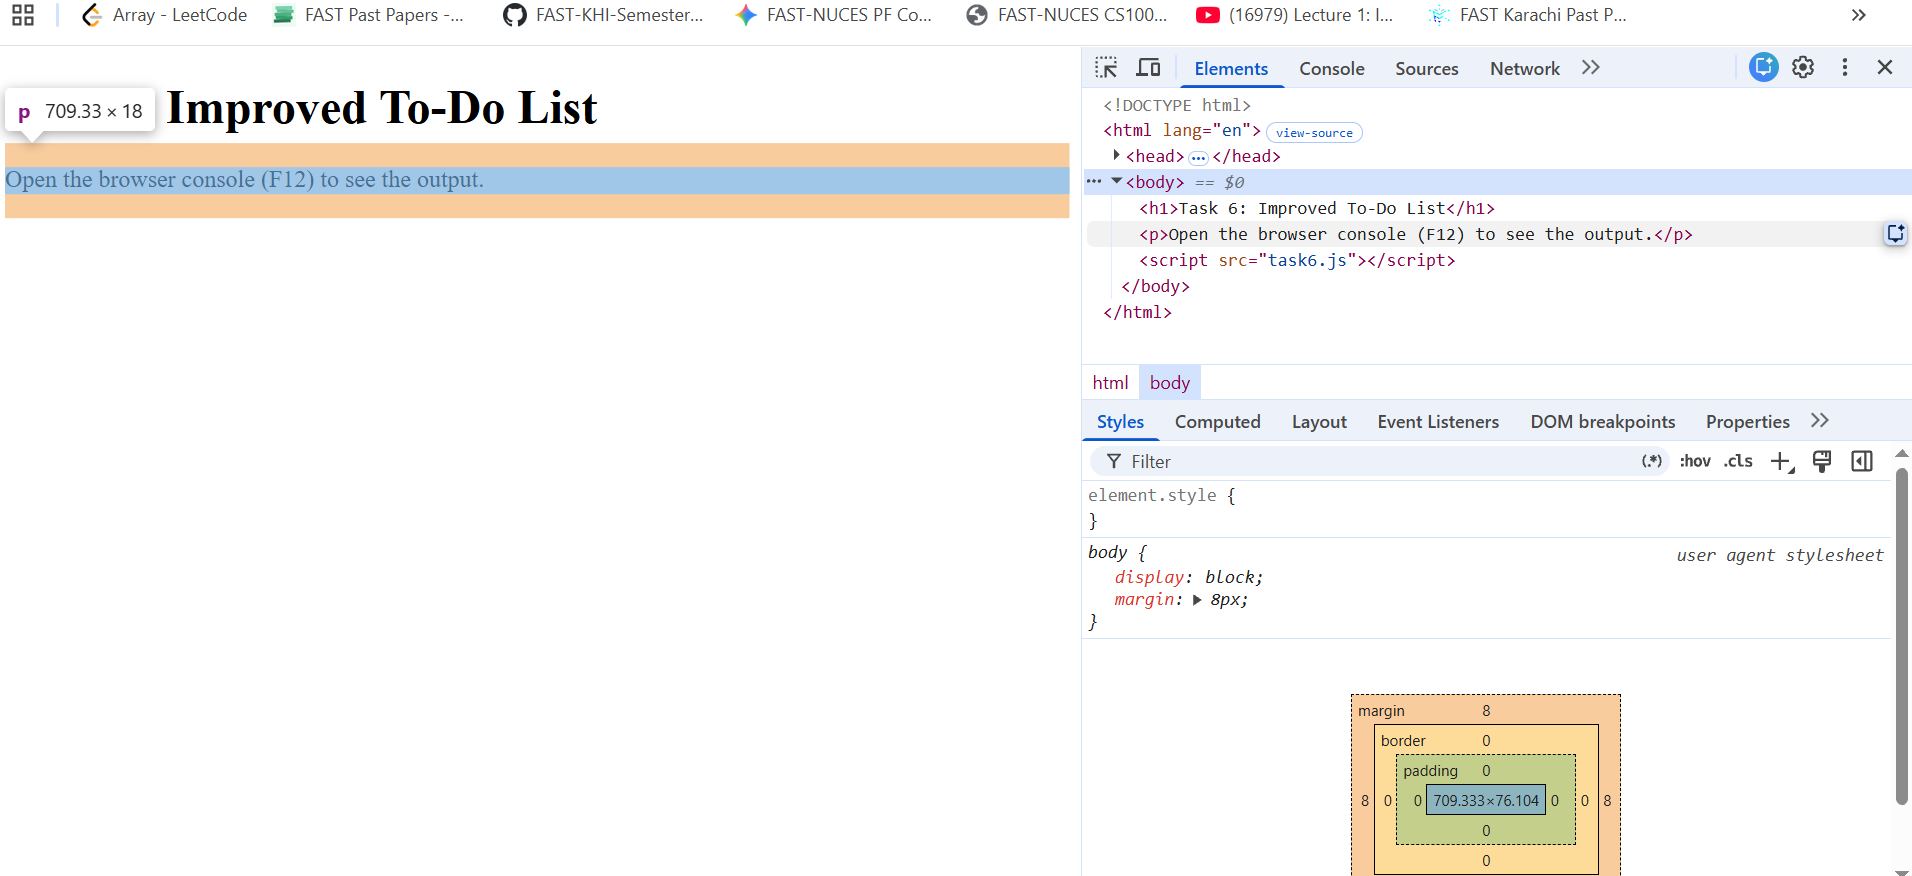 Array - LeetCode
FAST Past Papers -...
FAST-KHI-Semester...
FAST-NUCES PF Co...
FAST-NUCES CS100...
(16979) Lecture 1: I...
FAST Karachi Past P...
Improved To-Do List
p 709.33 × 18
Open the browser console (F12) to see the output.
Elements Console Sources Network
<!DOCTYPE html>
<html lang="en"> view-source
<head> ... </head>
... <body> == $0
<h1>Task 6: Improved To-Do List</h1>
<p>Open the browser console (F12) to see the output.</p>
<script src="task6.js"></script>
</body>
</html>
html body
Styles Computed Layout Event Listeners DOM breakpoints Properties
Filter (.*) :hov .cls
element.style {
}
body { user agent stylesheet
display: block;
margin: 8px;
}
margin 8
border 0
padding 0
8 0 0 709.333×76.104 0 0 8
0
0